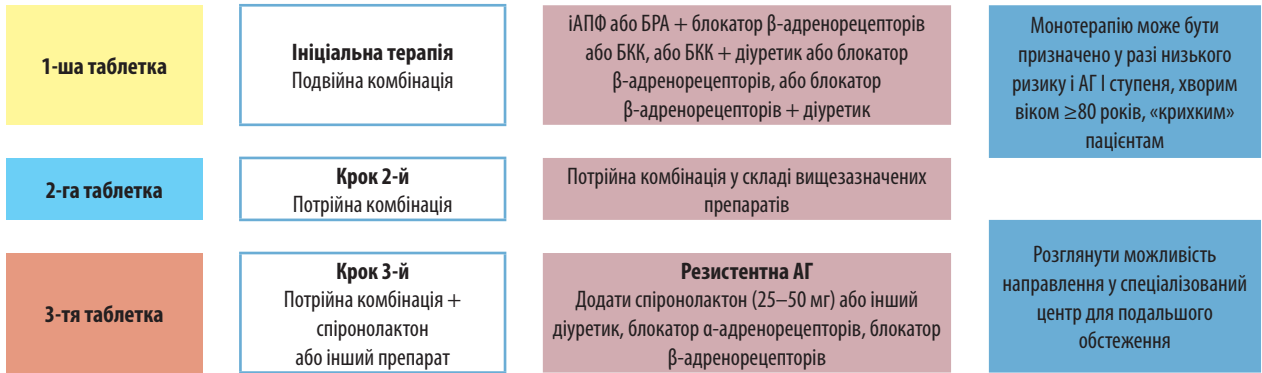 1-ша таблетка
Ініціальна терапія
Подвійна комбінація
іАПФ або БРА + блокатор β-адренорецепторів
або БКК, або БКК + діуретик або блокатор
β-адренорецепторів, або блокатор
β-адренорецепторів + діуретик
Монотерапію може бути
призначено у разі низького
ризику і АГ І ступеня, хворим
віком ≥80 років, «крихким»
пацієнтам
2-га таблетка
Крок 2-й
Потрійна комбінація
Потрійна комбінація у складі вищезазначених
препаратів
3-тя таблетка
Крок 3-й
Потрійна комбінація +
спіронолактон
або інший препарат
Резистентна АГ
Додати спіронолактон (25–50 мг) або інший
діуретик, блокатор α-адренорецепторів, блокатор
β-адренорецепторів
Розглянути можливість
направлення у спеціалізований
центр для подальшого
обстеження